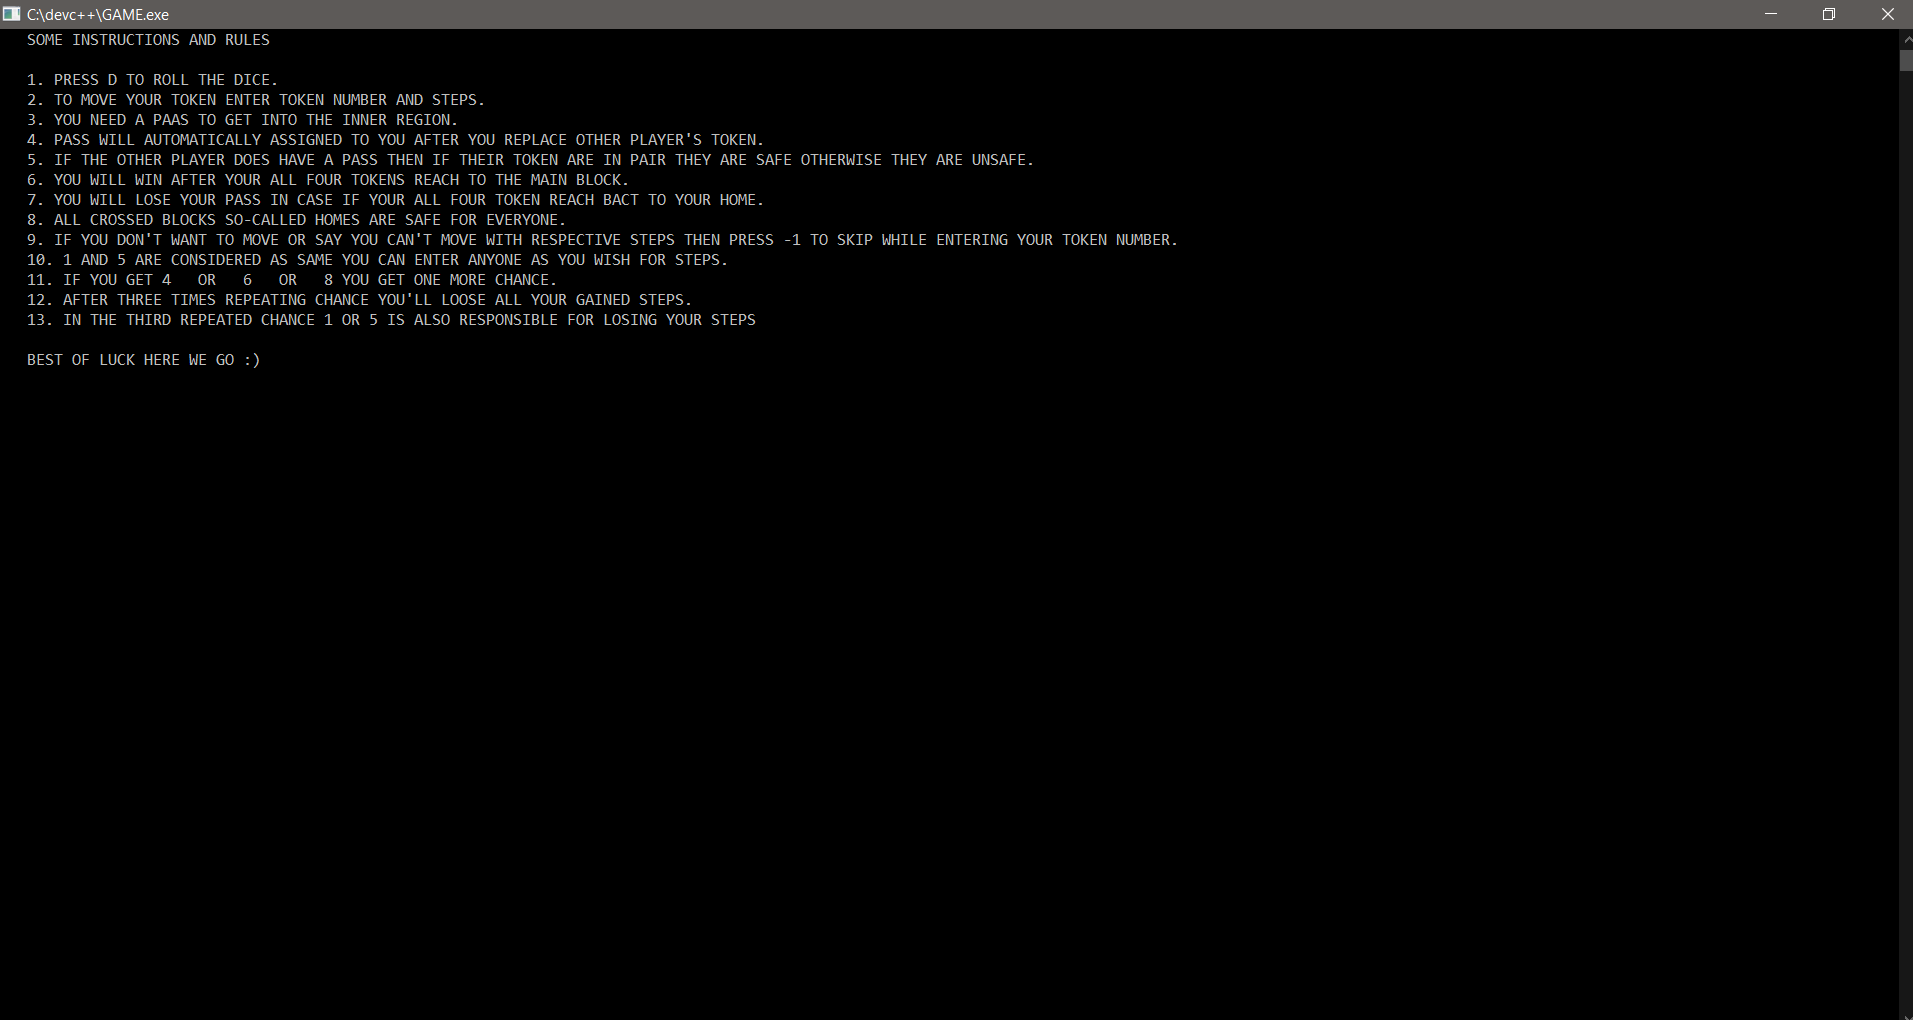 C:\devc++\GAME.exe
SOME INSTRUCTIONS AND RULES
1. PRESS D TO ROLL THE DICE.
2. TO MOVE YOUR TOKEN ENTER TOKEN NUMBER AND STEPS.
3. YOU NEED A PAAS TO GET INTO THE INNER REGION.
4. PASS WILL AUTOMATICALLY ASSIGNED TO YOU AFTER YOU REPLACE OTHER PLAYER'S TOKEN.
5. IF THE OTHER PLAYER DOES HAVE A PASS THEN IF THEIR TOKEN ARE IN PAIR THEY ARE SAFE OTHERWISE THEY ARE UNSAFE.
6. YOU WILL WIN AFTER YOUR ALL FOUR TOKENS REACH TO THE MAIN BLOCK.
7. YOU WILL LOSE YOUR PASS IN CASE IF YOUR ALL FOUR TOKEN REACH BACT TO YOUR HOME.
8. ALL CROSSED BLOCKS SO-CALLED HOMES ARE SAFE FOR EVERYONE.
9. IF YOU DON'T WANT TO MOVE OR SAY YOU CAN'T MOVE WITH RESPECTIVE STEPS THEN PRESS -1 TO SKIP WHILE ENTERING YOUR TOKEN NUMBER.
10. 1 AND 5 ARE CONSIDERED AS SAME YOU CAN ENTER ANYONE AS YOU WISH FOR STEPS.
11. IF YOU GET 4   OR   6   OR   8 YOU GET ONE MORE CHANCE.
12. AFTER THREE TIMES REPEATING CHANCE YOU'LL LOOSE ALL YOUR GAINED STEPS.
13. IN THE THIRD REPEATED CHANCE 1 OR 5 IS ALSO RESPONSIBLE FOR LOSING YOUR STEPS
BEST OF LUCK HERE WE GO :)